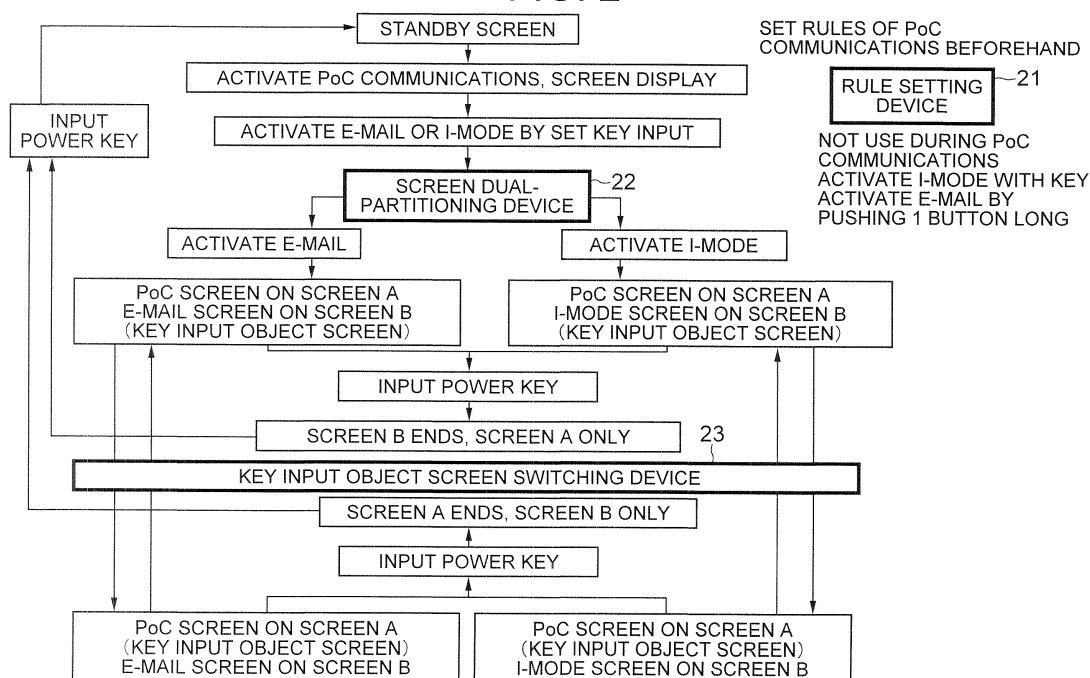 STANDBY SCREEN
ACTIVATE PoC COMMUNICATIONS, SCREEN DISPLAY
INPUT
POWER KEY
ACTIVATE E-MAIL OR I-MODE BY SET KEY INPUT
SCREEN DUAL-
PARTITIONING DEVICE
22
ACTIVATE E-MAIL
ACTIVATE I-MODE
PoC SCREEN ON SCREEN A
E-MAIL SCREEN ON SCREEN B
(KEY INPUT OBJECT SCREEN)
PoC SCREEN ON SCREEN A
I-MODE SCREEN ON SCREEN B
(KEY INPUT OBJECT SCREEN)
INPUT POWER KEY
SCREEN B ENDS, SCREEN A ONLY
23
KEY INPUT OBJECT SCREEN SWITCHING DEVICE
SCREEN A ENDS, SCREEN B ONLY
INPUT POWER KEY
PoC SCREEN ON SCREEN A
(KEY INPUT OBJECT SCREEN)
E-MAIL SCREEN ON SCREEN B
PoC SCREEN ON SCREEN A
(KEY INPUT OBJECT SCREEN)
I-MODE SCREEN ON SCREEN B
SET RULES OF PoC
COMMUNICATIONS BEFOREHAND
RULE SETTING
DEVICE
21
NOT USE DURING PoC
COMMUNICATIONS
ACTIVATE I-MODE WITH KEY
ACTIVATE E-MAIL BY
PUSHING 1 BUTTON LONG